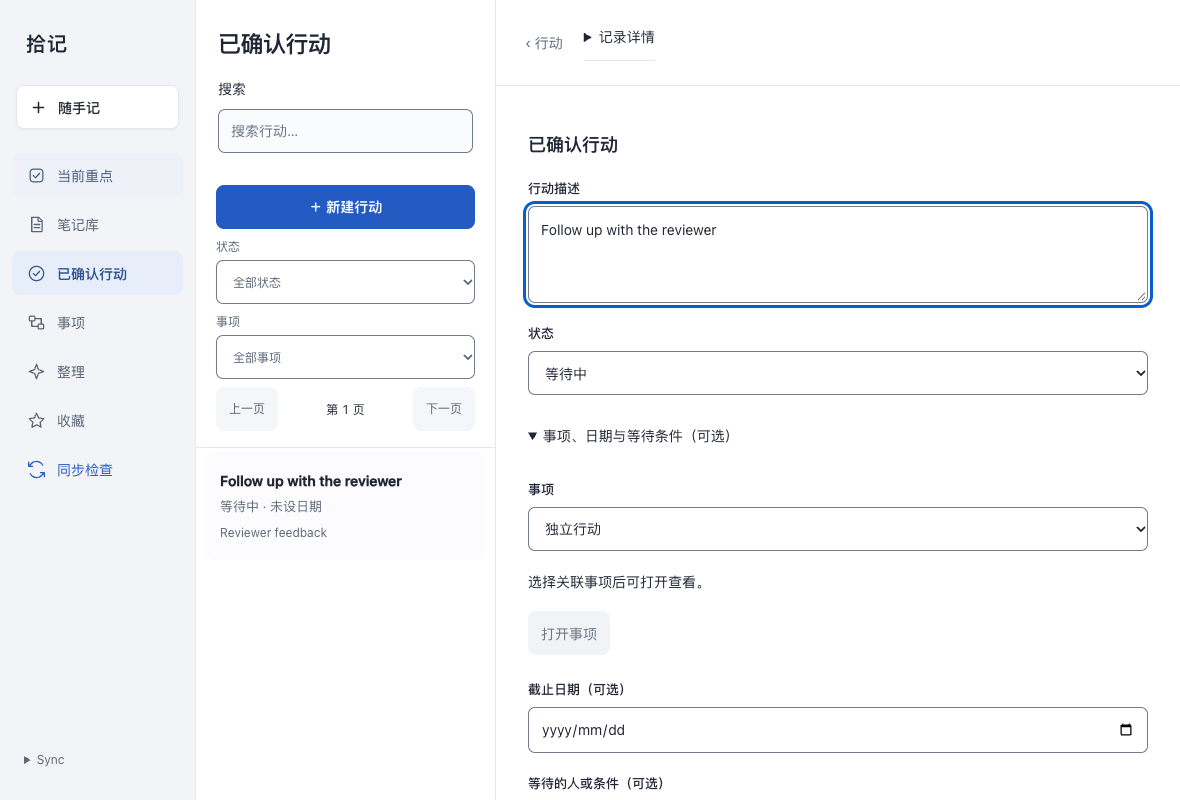 拾记
+ 随手记
当前重点
笔记库
已确认行动
事项
整理
收藏
同步检查
Sync
已确认行动
搜索
搜索行动...
+ 新建行动
状态
全部状态
事项
全部事项
上一页
第 1 页
下一页
Follow up with the reviewer
等待中 · 未设日期
Reviewer feedback
‹ 行动
▶ 记录详情
已确认行动
行动描述
Follow up with the reviewer
状态
等待中
▼ 事项、日期与等待条件（可选）
事项
独立行动
选择关联事项后可打开查看。
打开事项
截止日期（可选）
yyyy/mm/dd
等待的人或条件（可选）